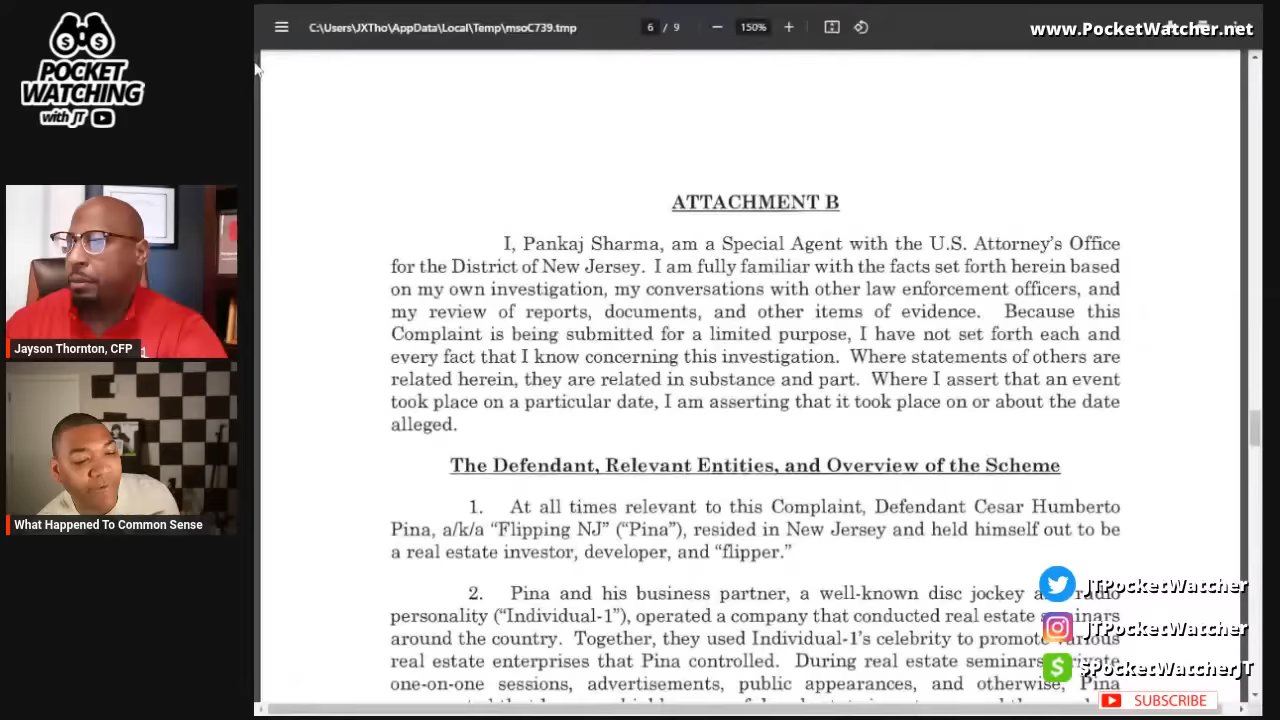 C:\Users\JXTho\AppData\Local\Temp\msoC739.tmp
6 / 9
150%
www.PocketWatcher.net
POCKET
WATCHING
with JT
ATTACHMENT B
I, Pankaj Sharma, am a Special Agent with the U.S. Attorney's Office
for the District of New Jersey. I am fully familiar with the facts set forth herein based
on my own investigation, my conversations with other law enforcement officers, and
my review of reports, documents, and other items of evidence. Because this
Complaint is being submitted for a limited purpose, I have not set forth each and
every fact that I know concerning this investigation. Where statements of others are
related herein, they are related in substance and part. Where I assert that an event
took place on a particular date, I am asserting that it took place on or about the date
alleged.
The Defendant, Relevant Entities, and Overview of the Scheme
1. At all times relevant to this Complaint, Defendant Cesar Humberto
Pina, a/k/a "Flipping NJ" ("Pina"), resided in New Jersey and held himself out to be
a real estate investor, developer, and "flipper."
2. Pina and his business partner, a well-known disc jockey radio
personality ("Individual-1"), operated a company that conducted real estate
around the country. Together, they used Individual-1's celebrity to promote various
real estate enterprises that Pina controlled. During real estate seminars,
one-on-one sessions, advertisements, public appearances, and otherwise, Pina
Jayson Thornton, CFP
What Happened To Common Sense
JTPocketWatcher
JTPocketWatcher
$PocketWatcherJT
SUBSCRIBE